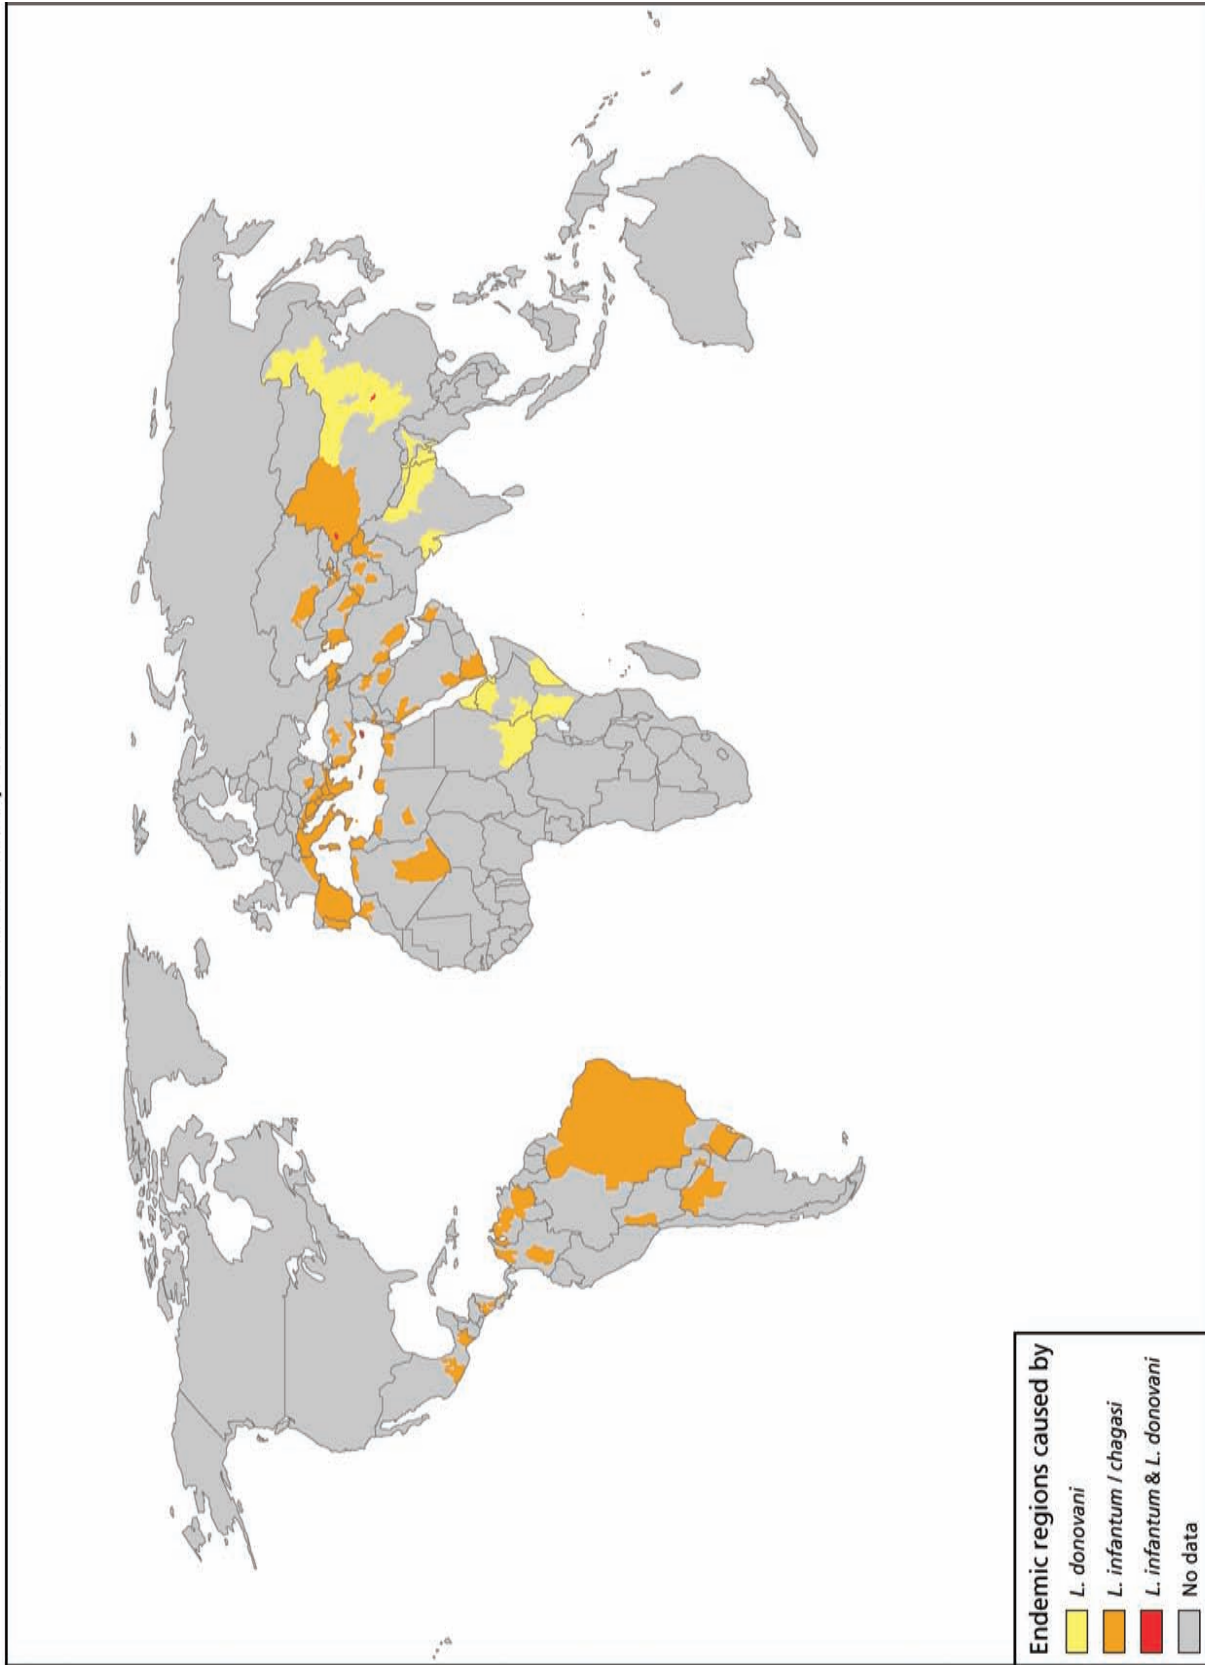 Endemic regions caused by
L. donovani
L. infantum / chagasi
L. infantum & L. donovani
No data